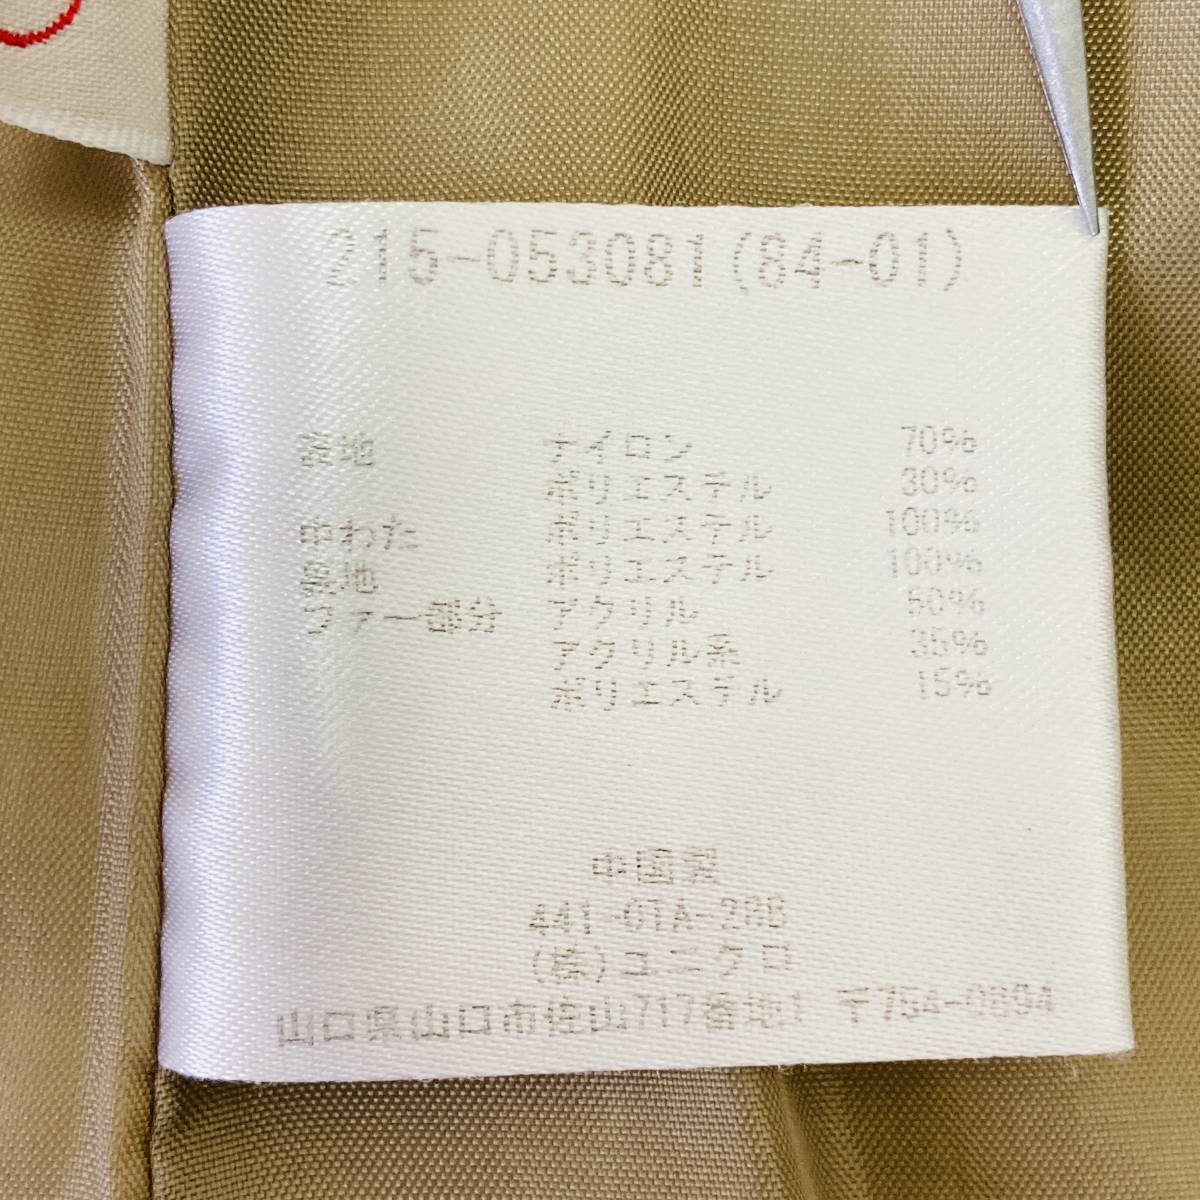 215-053081(84-01)
表地 ナイロン 70%
ポリエステル 30%
中わた ポリエステル 100%
裏地 ポリエステル 100%
ファー部分 アクリル 50%
アクリル系 35%
ポリエステル 15%
中国製
441-OTA-28B
(株)ユニクロ
山口県山口市佐山717番地1 〒754-0894